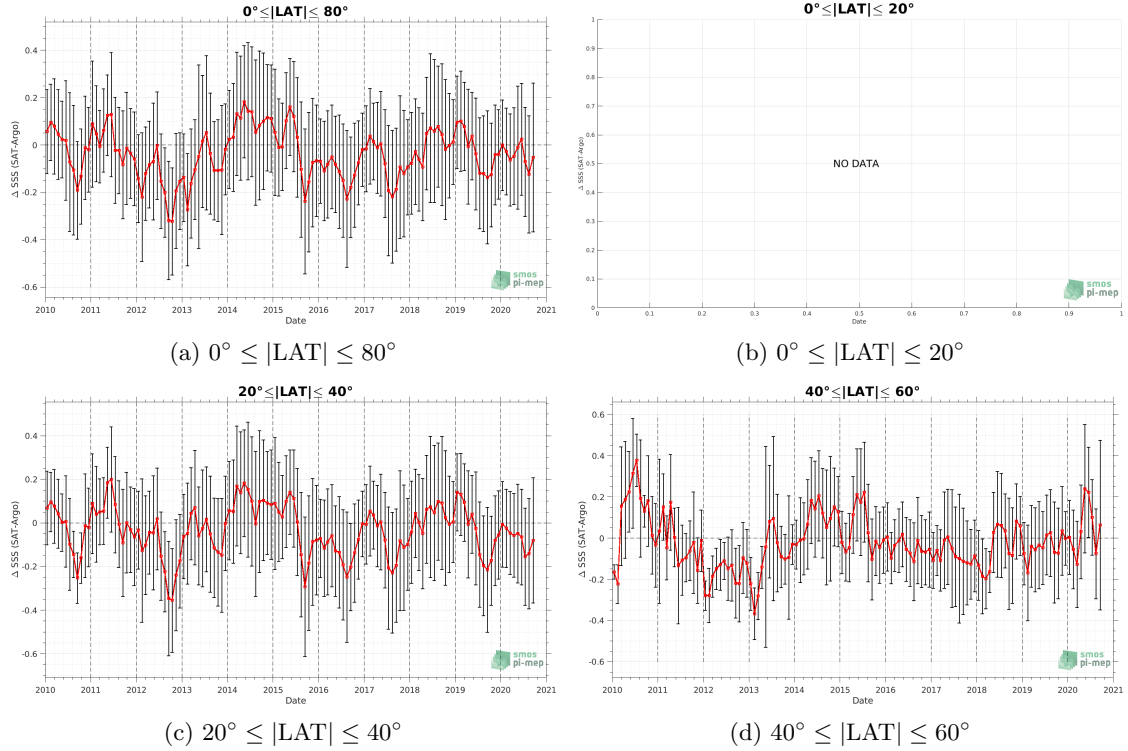 0°≤|LAT|≤ 80°
Δ SSS (SAT-Argo)
0.4
0.2
0
-0.2
-0.4
-0.6
2010 2011 2012 2013 2014 2015 2016 2017 2018 2019 2020 2021
Date
smos
pi-mep
(a) 0° ≤ |LAT| ≤ 80°
0°≤|LAT|≤ 20°
Δ SSS (SAT-Argo)
1
0.9
0.8
0.7
0.6
0.5
0.4
0.3
0.2
0.1
0
NO DATA
0 0.1 0.2 0.3 0.4 0.5 0.6 0.7 0.8 0.9 1
Date
smos
pi-mep
(b) 0° ≤ |LAT| ≤ 20°
20°≤|LAT|≤ 40°
Δ SSS (SAT-Argo)
0.4
0.2
0
-0.2
-0.4
-0.6
2010 2011 2012 2013 2014 2015 2016 2017 2018 2019 2020 2021
Date
smos
pi-mep
(c) 20° ≤ |LAT| ≤ 40°
40°≤|LAT|≤ 60°
Δ SSS (SAT-Argo)
0.6
0.4
0.2
0
-0.2
-0.4
-0.6
2010 2011 2012 2013 2014 2015 2016 2017 2018 2019 2020 2021
Date
smos
pi-mep
(d) 40° ≤ |LAT| ≤ 60°